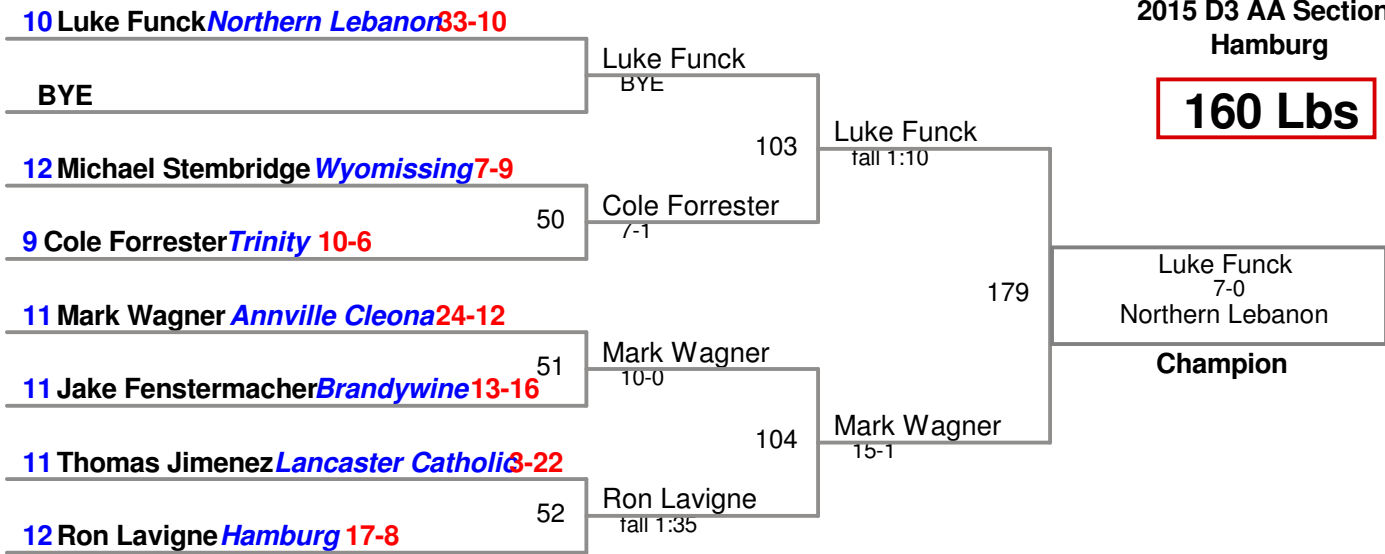 2015 D3 AA Section
Hamburg
160 Lbs
10 Luke Funck Northern Lebanon 33-10
BYE
12 Michael Stembridge Wyomissing 7-9
9 Cole Forrester Trinity 10-6
11 Mark Wagner Annville Cleona 24-12
11 Jake Fenstermacher Brandywine 13-16
11 Thomas Jimenez Lancaster Catholic 3-22
12 Ron Lavigne Hamburg 17-8
50
51
52
Luke Funck
BYE
Cole Forrester
7-1
Mark Wagner
10-0
Ron Lavigne
fall 1:35
103
104
Luke Funck
fall 1:10
Mark Wagner
15-1
179
Luke Funck
7-0
Northern Lebanon
Champion